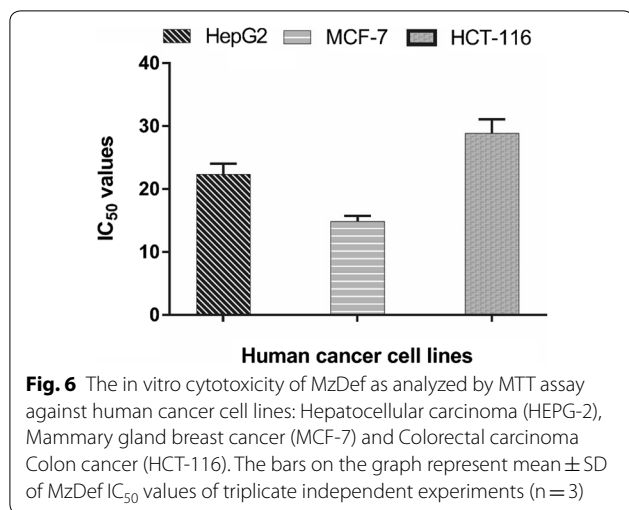 HepG2 MCF-7 HCT-116
40
30
20
10
0
IC50 values
Human cancer cell lines
Fig. 6 The in vitro cytotoxicity of MzDef as analyzed by MTT assay
against human cancer cell lines: Hepatocellular carcinoma (HEPG-2),
Mammary gland breast cancer (MCF-7) and Colorectal carcinoma
Colon cancer (HCT-116). The bars on the graph represent mean ± SD
of MzDef IC50 values of triplicate independent experiments (n = 3)